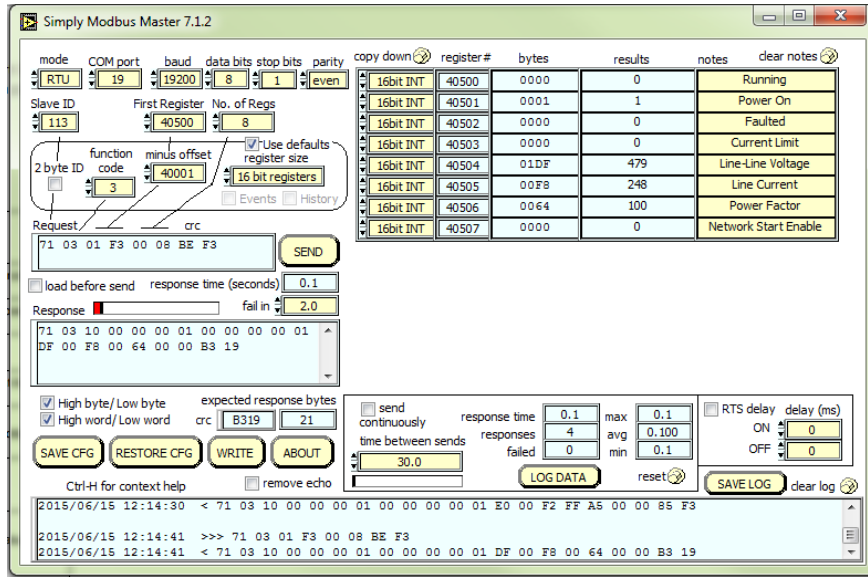 Simply Modbus Master 7.1.2
mode COM port baud data bits stop bits parity
RTU 19 19200 8 1 even
Slave ID First Register No. of Regs
113 40500 8
2 byte ID function code minus offset Use defaults register size
3 40001 16 bit registers
Events History
Request crc
71 03 01 F3 00 08 BE F3
SEND
load before send response time (seconds) 0.1
Response fail in 2.0
71 03 10 00 00 00 01 00 00 00 00 01
DF 00 F8 00 64 00 00 B3 19
High byte/Low byte expected response bytes
High word/Low word crc B319 21
SAVE CFG RESTORE CFG WRITE ABOUT
Ctrl-H for context help remove echo
copy down register# bytes results notes clear notes
16bit INT 40500 0000 0 Running
16bit INT 40501 0001 1 Power On
16bit INT 40502 0000 0 Faulted
16bit INT 40503 0000 0 Current Limit
16bit INT 40504 01DF 479 Line-Line Voltage
16bit INT 40505 00F8 248 Line Current
16bit INT 40506 0064 100 Power Factor
16bit INT 40507 0000 0 Network Start Enable
send continuously
time between sends
30.0
response time 0.1 max 0.1
responses 4 avg 0.100
failed 0 min 0.1
LOG DATA reset
RTS delay delay (ms)
ON 0
OFF 0
SAVE LOG clear log
2015/06/15 12:14:30 < 71 03 10 00 00 00 01 00 00 00 00 01 E0 00 F2 FF A5 00 00 85 F3
2015/06/15 12:14:41 >>> 71 03 01 F3 00 08 BE F3
2015/06/15 12:14:41 < 71 03 10 00 00 00 01 00 00 00 00 01 DF 00 F8 00 64 00 00 B3 19